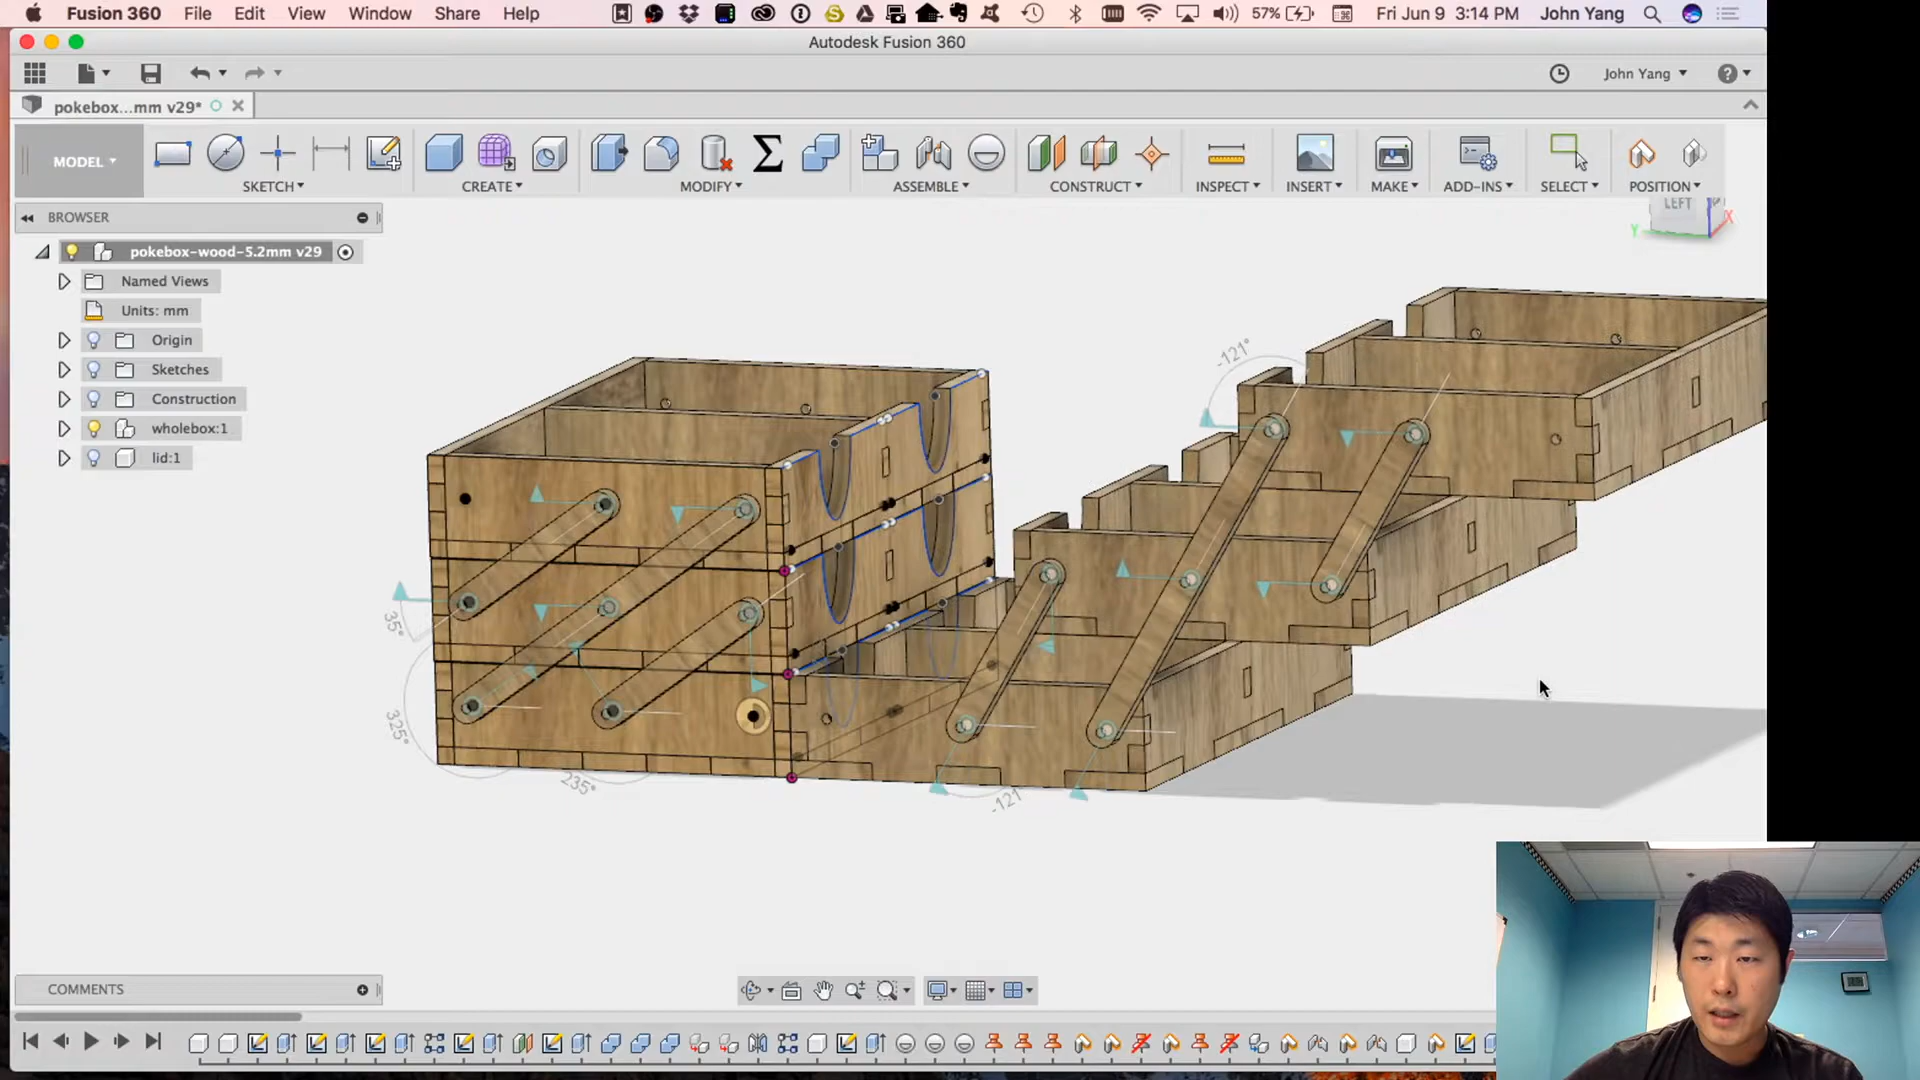 Fusion 360 File Edit View Window Share Help
57% Fri Jun 9 3:14 PM John Yang
Autodesk Fusion 360
John Yang
pokebox...mm v29*
MODEL
SKETCH CREATE MODIFY ASSEMBLE CONSTRUCT INSPECT INSERT MAKE ADD-INS SELECT POSITION
LEFT
X
Y
BROWSER
pokebox-wood-5.2mm v29
Named Views
Units: mm
Origin
Sketches
Construction
wholebox:1
lid:1
-121°
35°
325°
235°
-121
COMMENTS